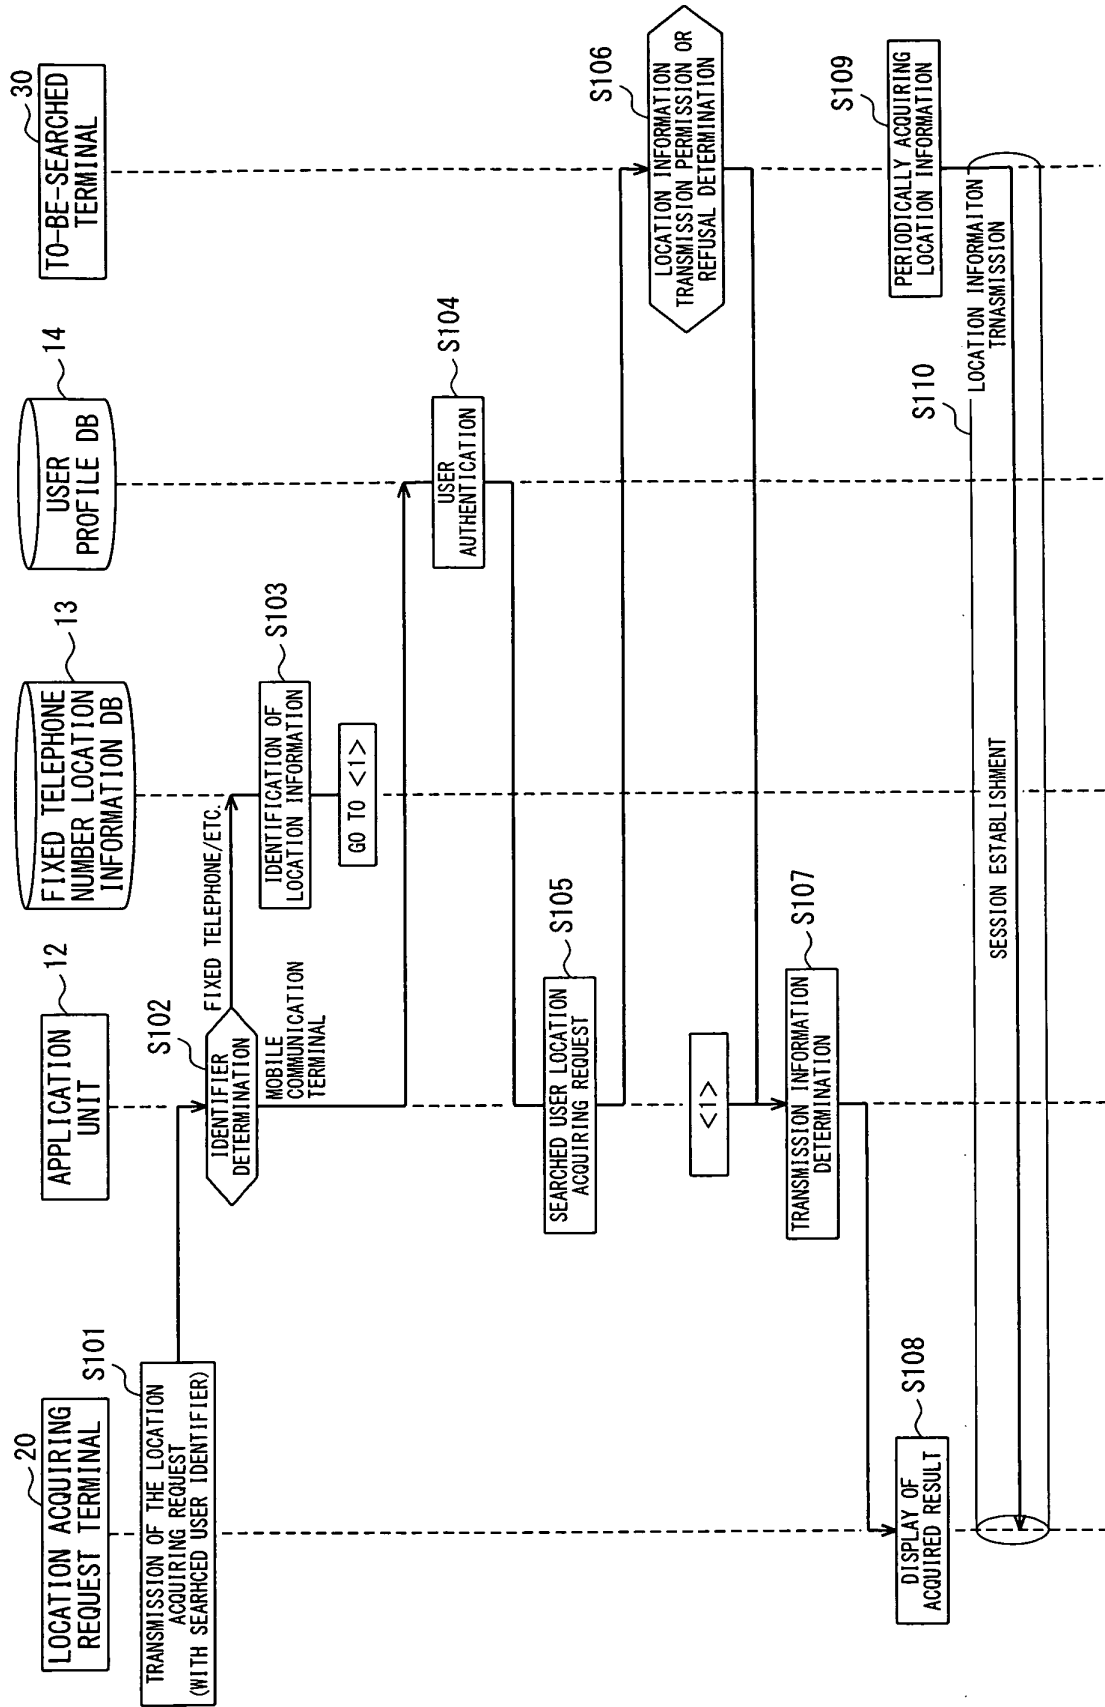 20
LOCATION ACQUIRING
REQUEST TERMINAL
12
APPLICATION
UNIT
13
FIXED TELEPHONE
NUMBER LOCATION
INFORMATION DB
14
USER
PROFILE DB
30
TO-BE-SEARCHED
TERMINAL
S101
TRANSMISSION OF THE LOCATION
ACQUIRING REQUEST
(WITH SEARHCED USER IDENTIFIER)
S102
IDENTIFIER
DETERMINATION
FIXED TELEPHONE/ETC.
MOBILE
COMMUNICATION
TERMINAL
S103
IDENTIFICATION OF
LOCATION INFORMATION
GO TO <1>
S104
USER
AUTHENTICATION
S105
SEARCHED USER LOCATION
ACQUIRING REQUEST
S106
LOCATION INFORMATION
TRANSMISSION PERMISSION OR
REFUSAL DETERMINATION
<1>
S107
TRANSMISSION INFORMATION
DETERMINATION
S108
DISPLAY OF
ACQUIRED RESULT
S109
PERIODICALLY ACQUIRING
LOCATION INFORMATION
S110
LOCATION INFORMAITON
TRNASMISSION
SESSION ESTABLISHMENT